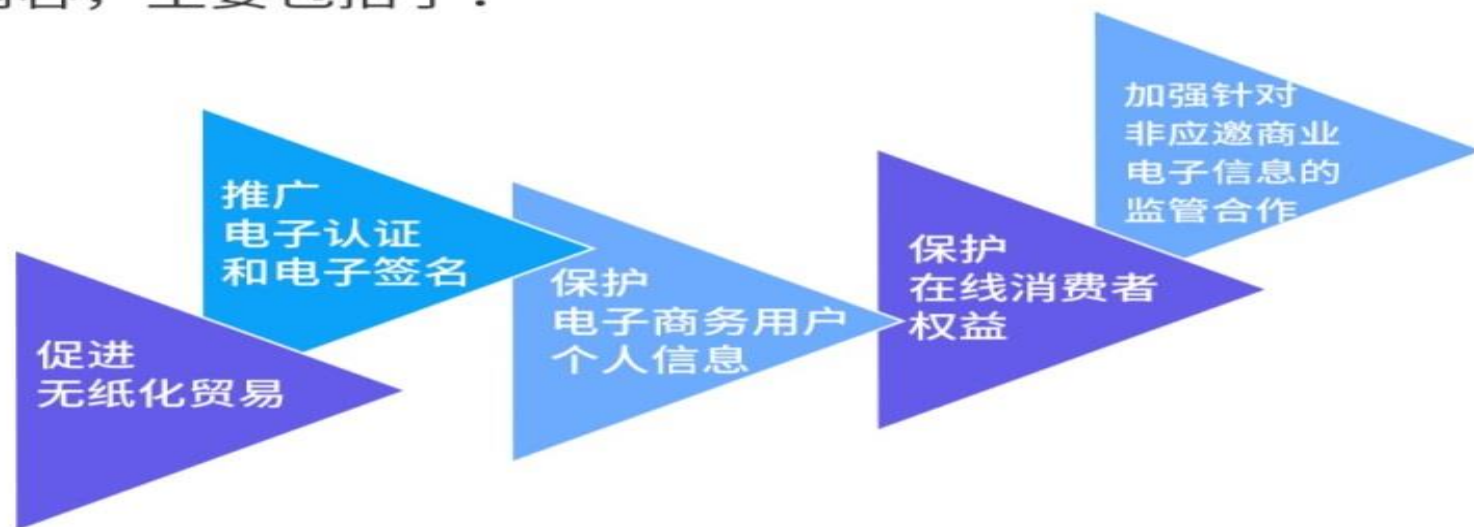 促进
无纸化贸易
推广
电子认证
和电子签名
保护
电子商务用户
个人信息
保护
在线消费者
权益
加强针对
非应邀商业
电子信息的
监管合作